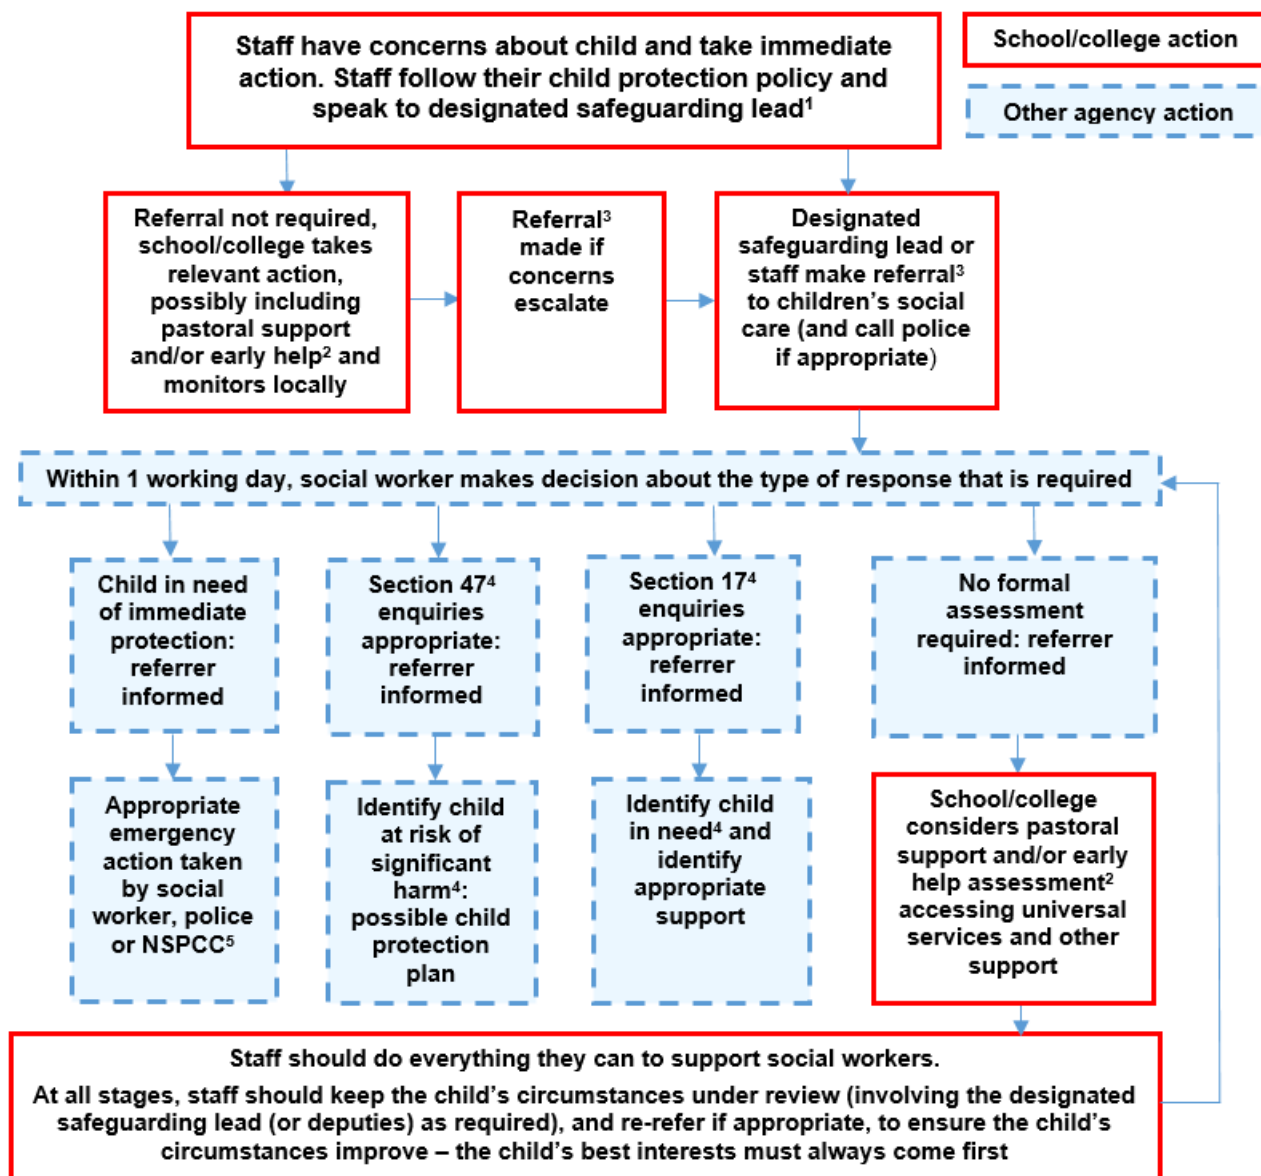 Staff have concerns about child and take immediate
action. Staff follow their child protection policy and
speak to designated safeguarding lead¹
School/college action
Other agency action
Referral not required,
school/college takes
relevant action,
possibly including
pastoral support
and/or early help² and
monitors locally
Referral³
made if
concerns
escalate
Designated
safeguarding lead or
staff make referral³
to children’s social
care (and call police
if appropriate)
Within 1 working day, social worker makes decision about the type of response that is required
Child in need
of immediate
protection:
referrer
informed
Section 47⁴
enquiries
appropriate:
referrer
informed
Section 17⁴
enquiries
appropriate:
referrer
informed
No formal
assessment
required: referrer
informed
Appropriate
emergency
action taken
by social
worker, police
or NSPCC⁵
Identify child
at risk of
significant
harm⁴:
possible child
protection
plan
Identify child
in need⁴ and
identify
appropriate
support
School/college
considers pastoral
support and/or early
help assessment²
accessing universal
services and other
support
Staff should do everything they can to support social workers.
At all stages, staff should keep the child’s circumstances under review (involving the designated
safeguarding lead (or deputies) as required), and re-refer if appropriate, to ensure the child’s
circumstances improve – the child’s best interests must always come first